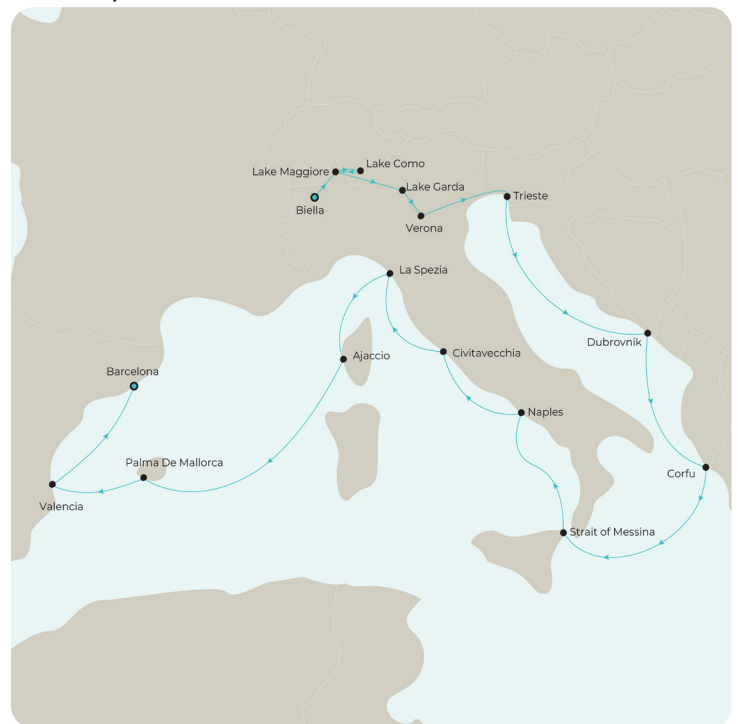 Lake Como
Lake Maggiore
Lake Garda
Trieste
Biella
Verona
La Spezia
Dubrovnik
Civitavecchia
Ajaccio
Barcelona
Naples
Palma De Mallorca
Corfu
Valencia
Strait of Messina